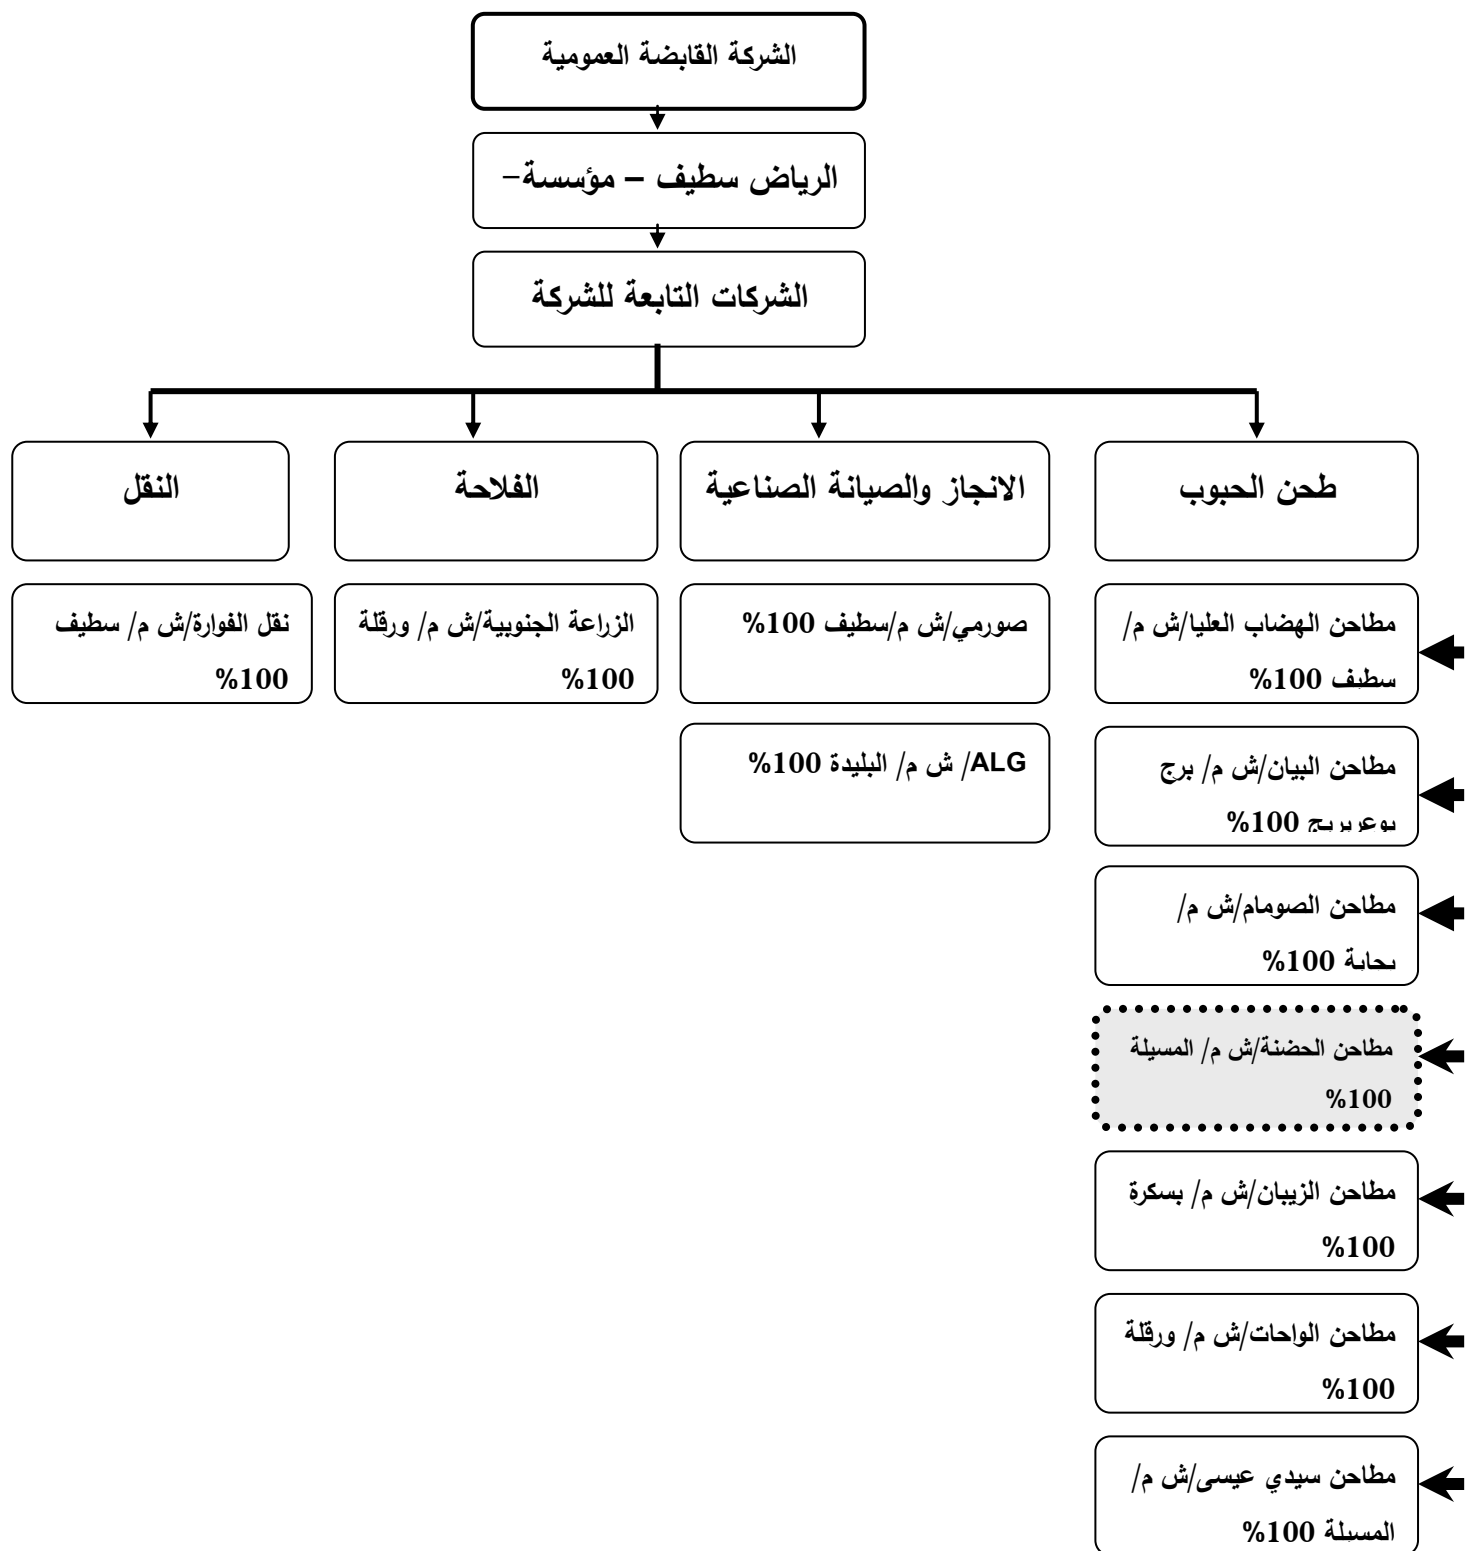 الشركة القابضة العمومية
الرياض سطيف – مؤسسة-
الشركات التابعة للشركة
طحن الحبوب
الانجاز والصيانة الصناعية
الفلاحة
النقل
مطاحن الهضاب العليا/ش م/
سطيف 100%
صورمي/ش م/سطيف 100%
الزراعة الجنوبية/ش م/ ورقلة
100%
نقل الفوارة/ش م/ سطيف
100%
مطاحن البيان/ش م/ برج
بوعريريج 100%
ALG/ ش م/ البليدة 100%
مطاحن الصومام/ش م/
بجاية 100%
مطاحن الحضنة/ش م/ المسيلة
100%
مطاحن الزيبان/ش م/ بسكرة
100%
مطاحن الواحات/ش م/ ورقلة
100%
مطاحن سيدي عيسى/ش م/
المسيلة 100%